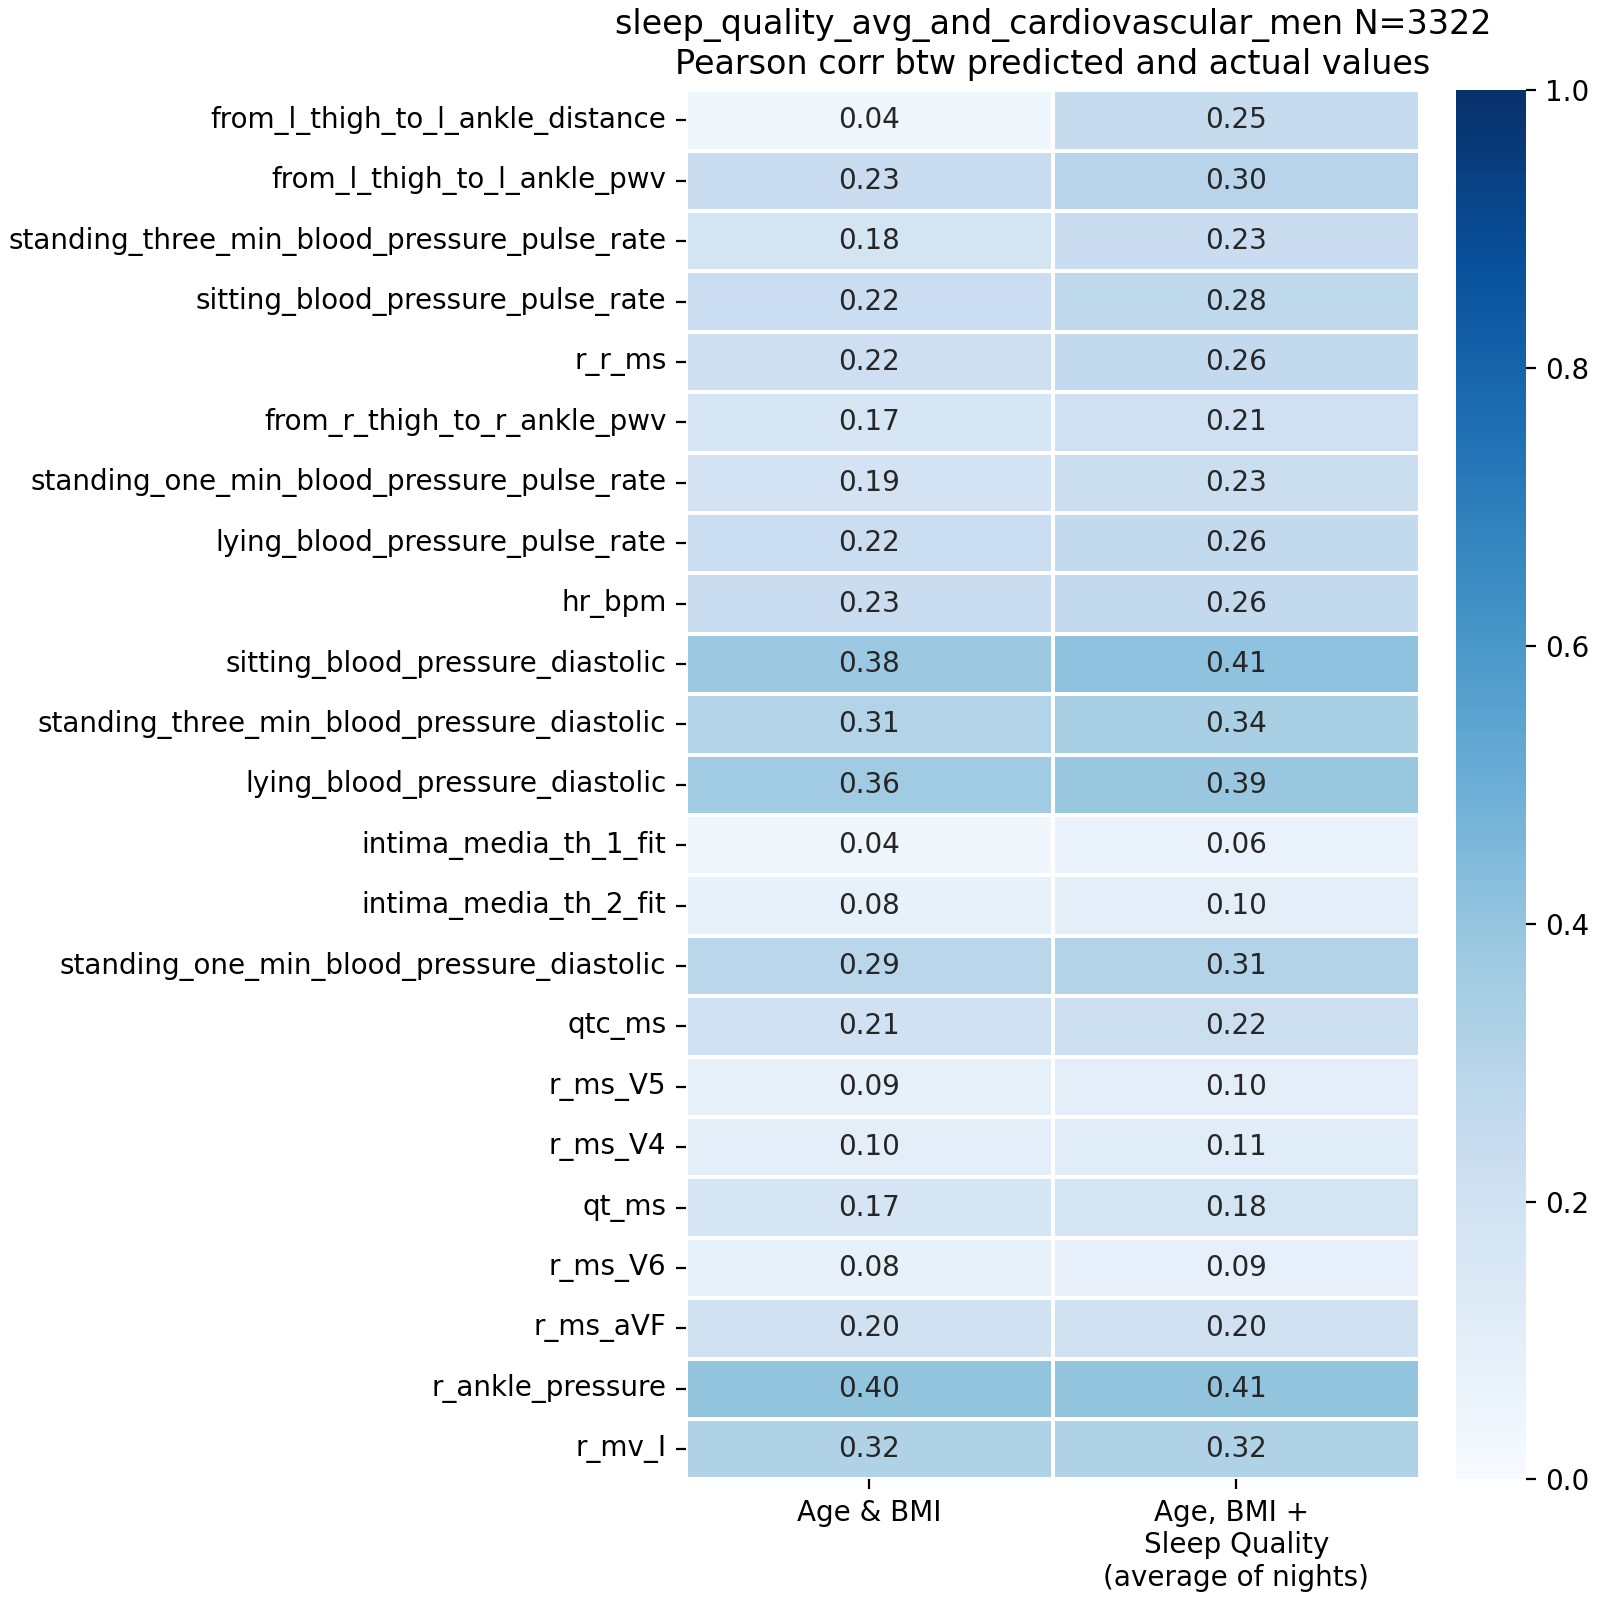 sleep_quality_avg_and_cardiovascular_men N=3322
Pearson corr btw predicted and actual values
from_l_thigh_to_l_ankle_distance 0.04 0.25
from_l_thigh_to_l_ankle_pwv 0.23 0.30
standing_three_min_blood_pressure_pulse_rate 0.18 0.23
sitting_blood_pressure_pulse_rate 0.22 0.28
r_r_ms 0.22 0.26
from_r_thigh_to_r_ankle_pwv 0.17 0.21
standing_one_min_blood_pressure_pulse_rate 0.19 0.23
lying_blood_pressure_pulse_rate 0.22 0.26
hr_bpm 0.23 0.26
sitting_blood_pressure_diastolic 0.38 0.41
standing_three_min_blood_pressure_diastolic 0.31 0.34
lying_blood_pressure_diastolic 0.36 0.39
intima_media_th_1_fit 0.04 0.06
intima_media_th_2_fit 0.08 0.10
standing_one_min_blood_pressure_diastolic 0.29 0.31
qtc_ms 0.21 0.22
r_ms_V5 0.09 0.10
r_ms_V4 0.10 0.11
qt_ms 0.17 0.18
r_ms_V6 0.08 0.09
r_ms_aVF 0.20 0.20
r_ankle_pressure 0.40 0.41
r_mv_I 0.32 0.32
Age & BMI
Age, BMI +
Sleep Quality
(average of nights)
1.0
0.8
0.6
0.4
0.2
0.0